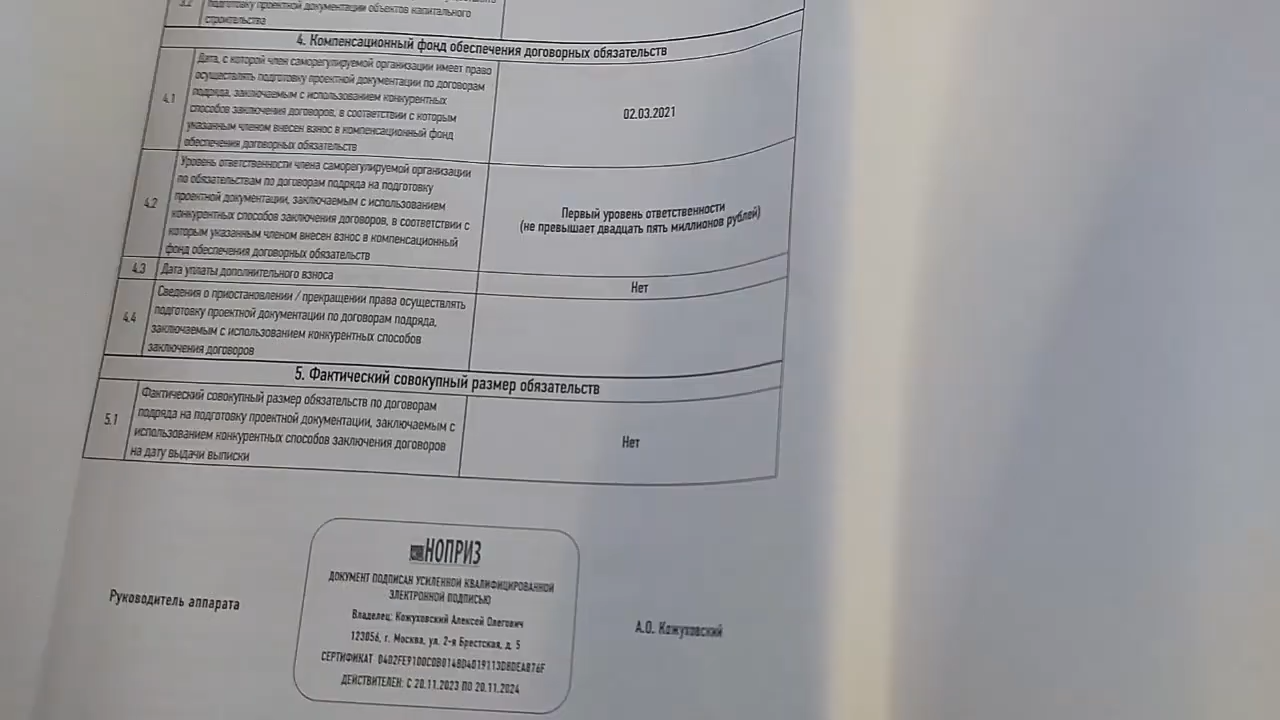 3.2
подготовку проектной документации объектов капитального
строительства
4. Компенсационный фонд обеспечения договорных обязательств
4.1
Дата, с которой член саморегулируемой организации имеет право
осуществлять подготовку проектной документации по договорам
подряда, заключаемым с использованием конкурентных
способов заключения договоров, в соответствии с которым
указанным членом внесен взнос в компенсационный фонд
обеспечения договорных обязательств
02.03.2021
4.2
Уровень ответственности члена саморегулируемой организации
по обязательствам по договорам подряда на подготовку
проектной документации, заключаемым с использованием
конкурентных способов заключения договоров, в соответствии с
которым указанным членом внесен взнос в компенсационный
фонд обеспечения договорных обязательств
Первый уровень ответственности
(не превышает двадцать пять миллионов рублей)
4.3
Дата уплаты дополнительного взноса
Нет
4.4
Сведения о приостановлении / прекращении права осуществлять
подготовку проектной документации по договорам подряда,
заключаемым с использованием конкурентных способов
заключения договоров
5. Фактический совокупный размер обязательств
5.1
Фактический совокупный размер обязательств по договорам
подряда на подготовку проектной документации, заключаемым с
использованием конкурентных способов заключения договоров
на дату выдачи выписки
Нет
Руководитель аппарата
НОПРИЗ
ДОКУМЕНТ ПОДПИСАН УСИЛЕННОЙ КВАЛИФИЦИРОВАННОЙ
ЭЛЕКТРОННОЙ ПОДПИСЬЮ
Владелец: Кожуховский Алексей Олегович
123056, г. Москва, ул. 2-я Брестская, д. 5
СЕРТИФИКАТ
ДЕЙСТВИТЕЛЕН: С 20.11.2023 ПО 20.11.2024
А.О. Кожуховский